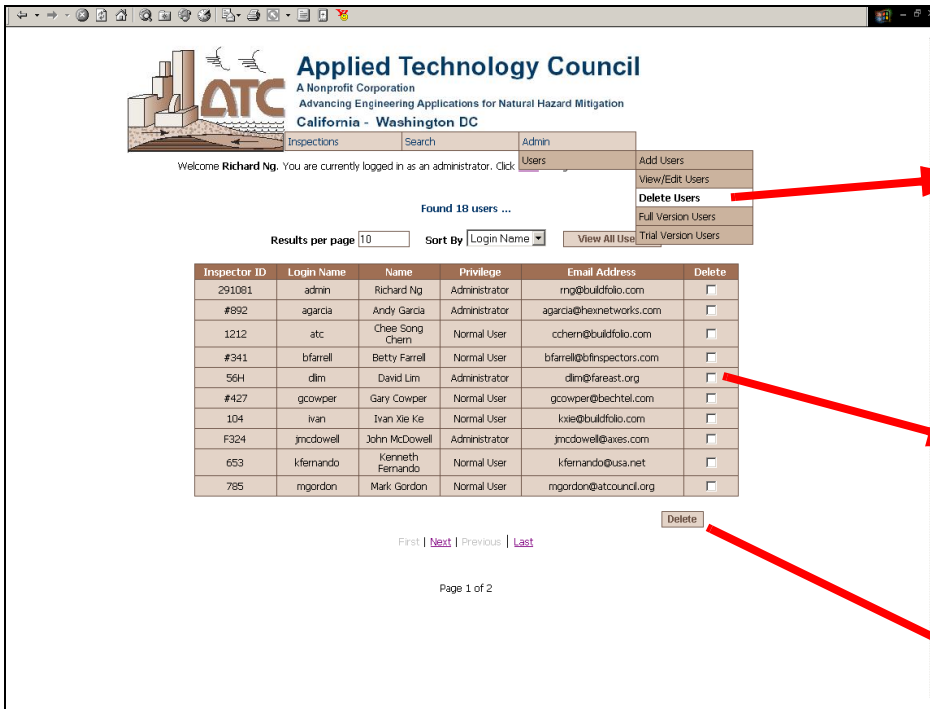 ATC
Applied Technology Council
A Nonprofit Corporation
Advancing Engineering Applications for Natural Hazard Mitigation
California - Washington DC
Inspections Search Admin
Welcome Richard Ng. You are currently logged in as an administrator. Click
Users Add Users
View/Edit Users
Delete Users
Full Version Users
Trial Version Users
Found 18 users ...
Results per page 10 Sort By Login Name View All Use
Inspector ID Login Name Name Privilege Email Address Delete
291081 admin Richard Ng Administrator rng@buildfolio.com
#892 agarcia Andy Garcia Administrator agarcia@hexnetworks.com
1212 atc Chee Song Chern Normal User cchern@buildfolio.com
#341 bfarrell Betty Farrell Normal User bfarrell@bfinspectors.com
56H dlim David Lim Administrator dlim@fareast.org
#427 gcowper Gary Cowper Normal User gcowper@bechtel.com
104 ivan Ivan Xie Ke Normal User kxie@buildfolio.com
F324 jmcdowell John McDowell Administrator jmcdowell@axes.com
653 kfernando Kenneth Fernando Normal User kfernando@usa.net
785 mgordon Mark Gordon Normal User mgordon@atcouncil.org
Delete
First | Next | Previous | Last
Page 1 of 2